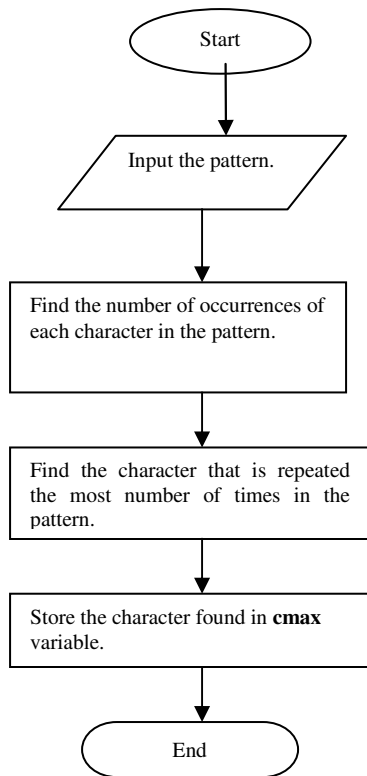 Start
Input the pattern.
Find the number of occurrences of
each character in the pattern.
Find the character that is repeated
the most number of times in the
pattern.
Store the character found in cmax
variable.
End